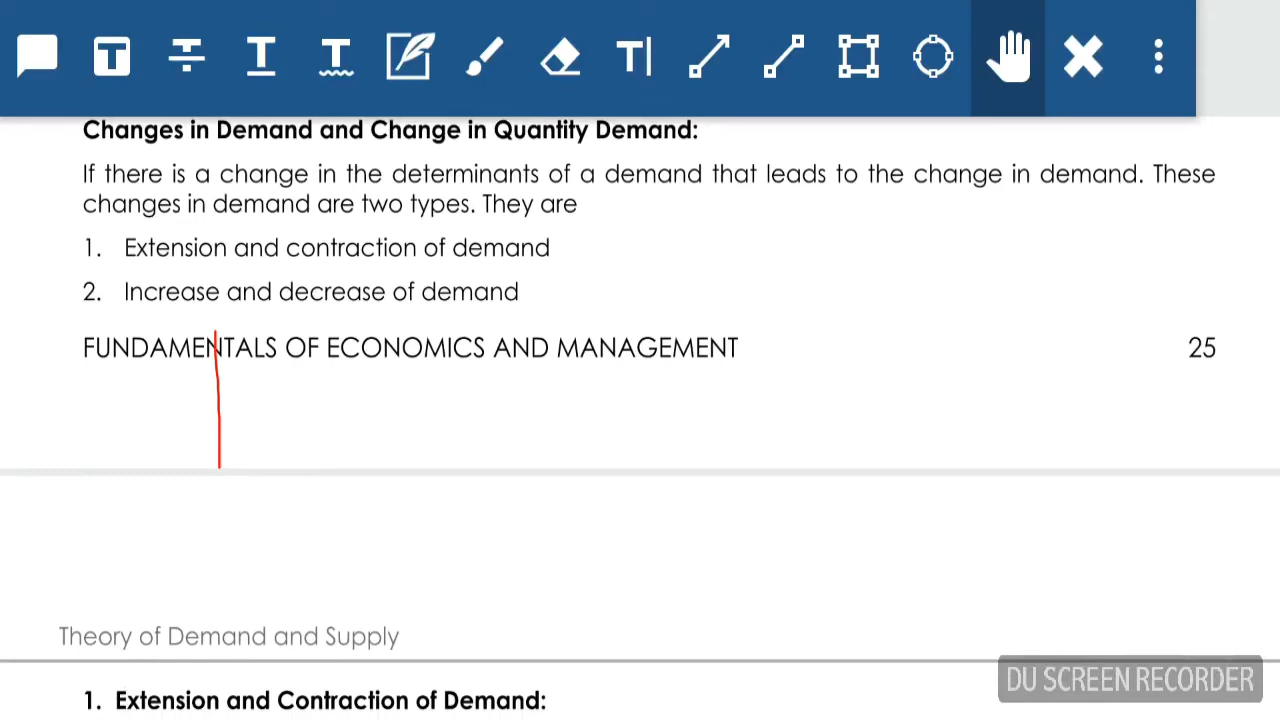 Changes in Demand and Change in Quantity Demand:
If there is a change in the determinants of a demand that leads to the change in demand. These
changes in demand are two types. They are
1. Extension and contraction of demand
2. Increase and decrease of demand
FUNDAMENTALS OF ECONOMICS AND MANAGEMENT 25
Theory of Demand and Supply
1. Extension and Contraction of Demand:
DU SCREEN RECORDER